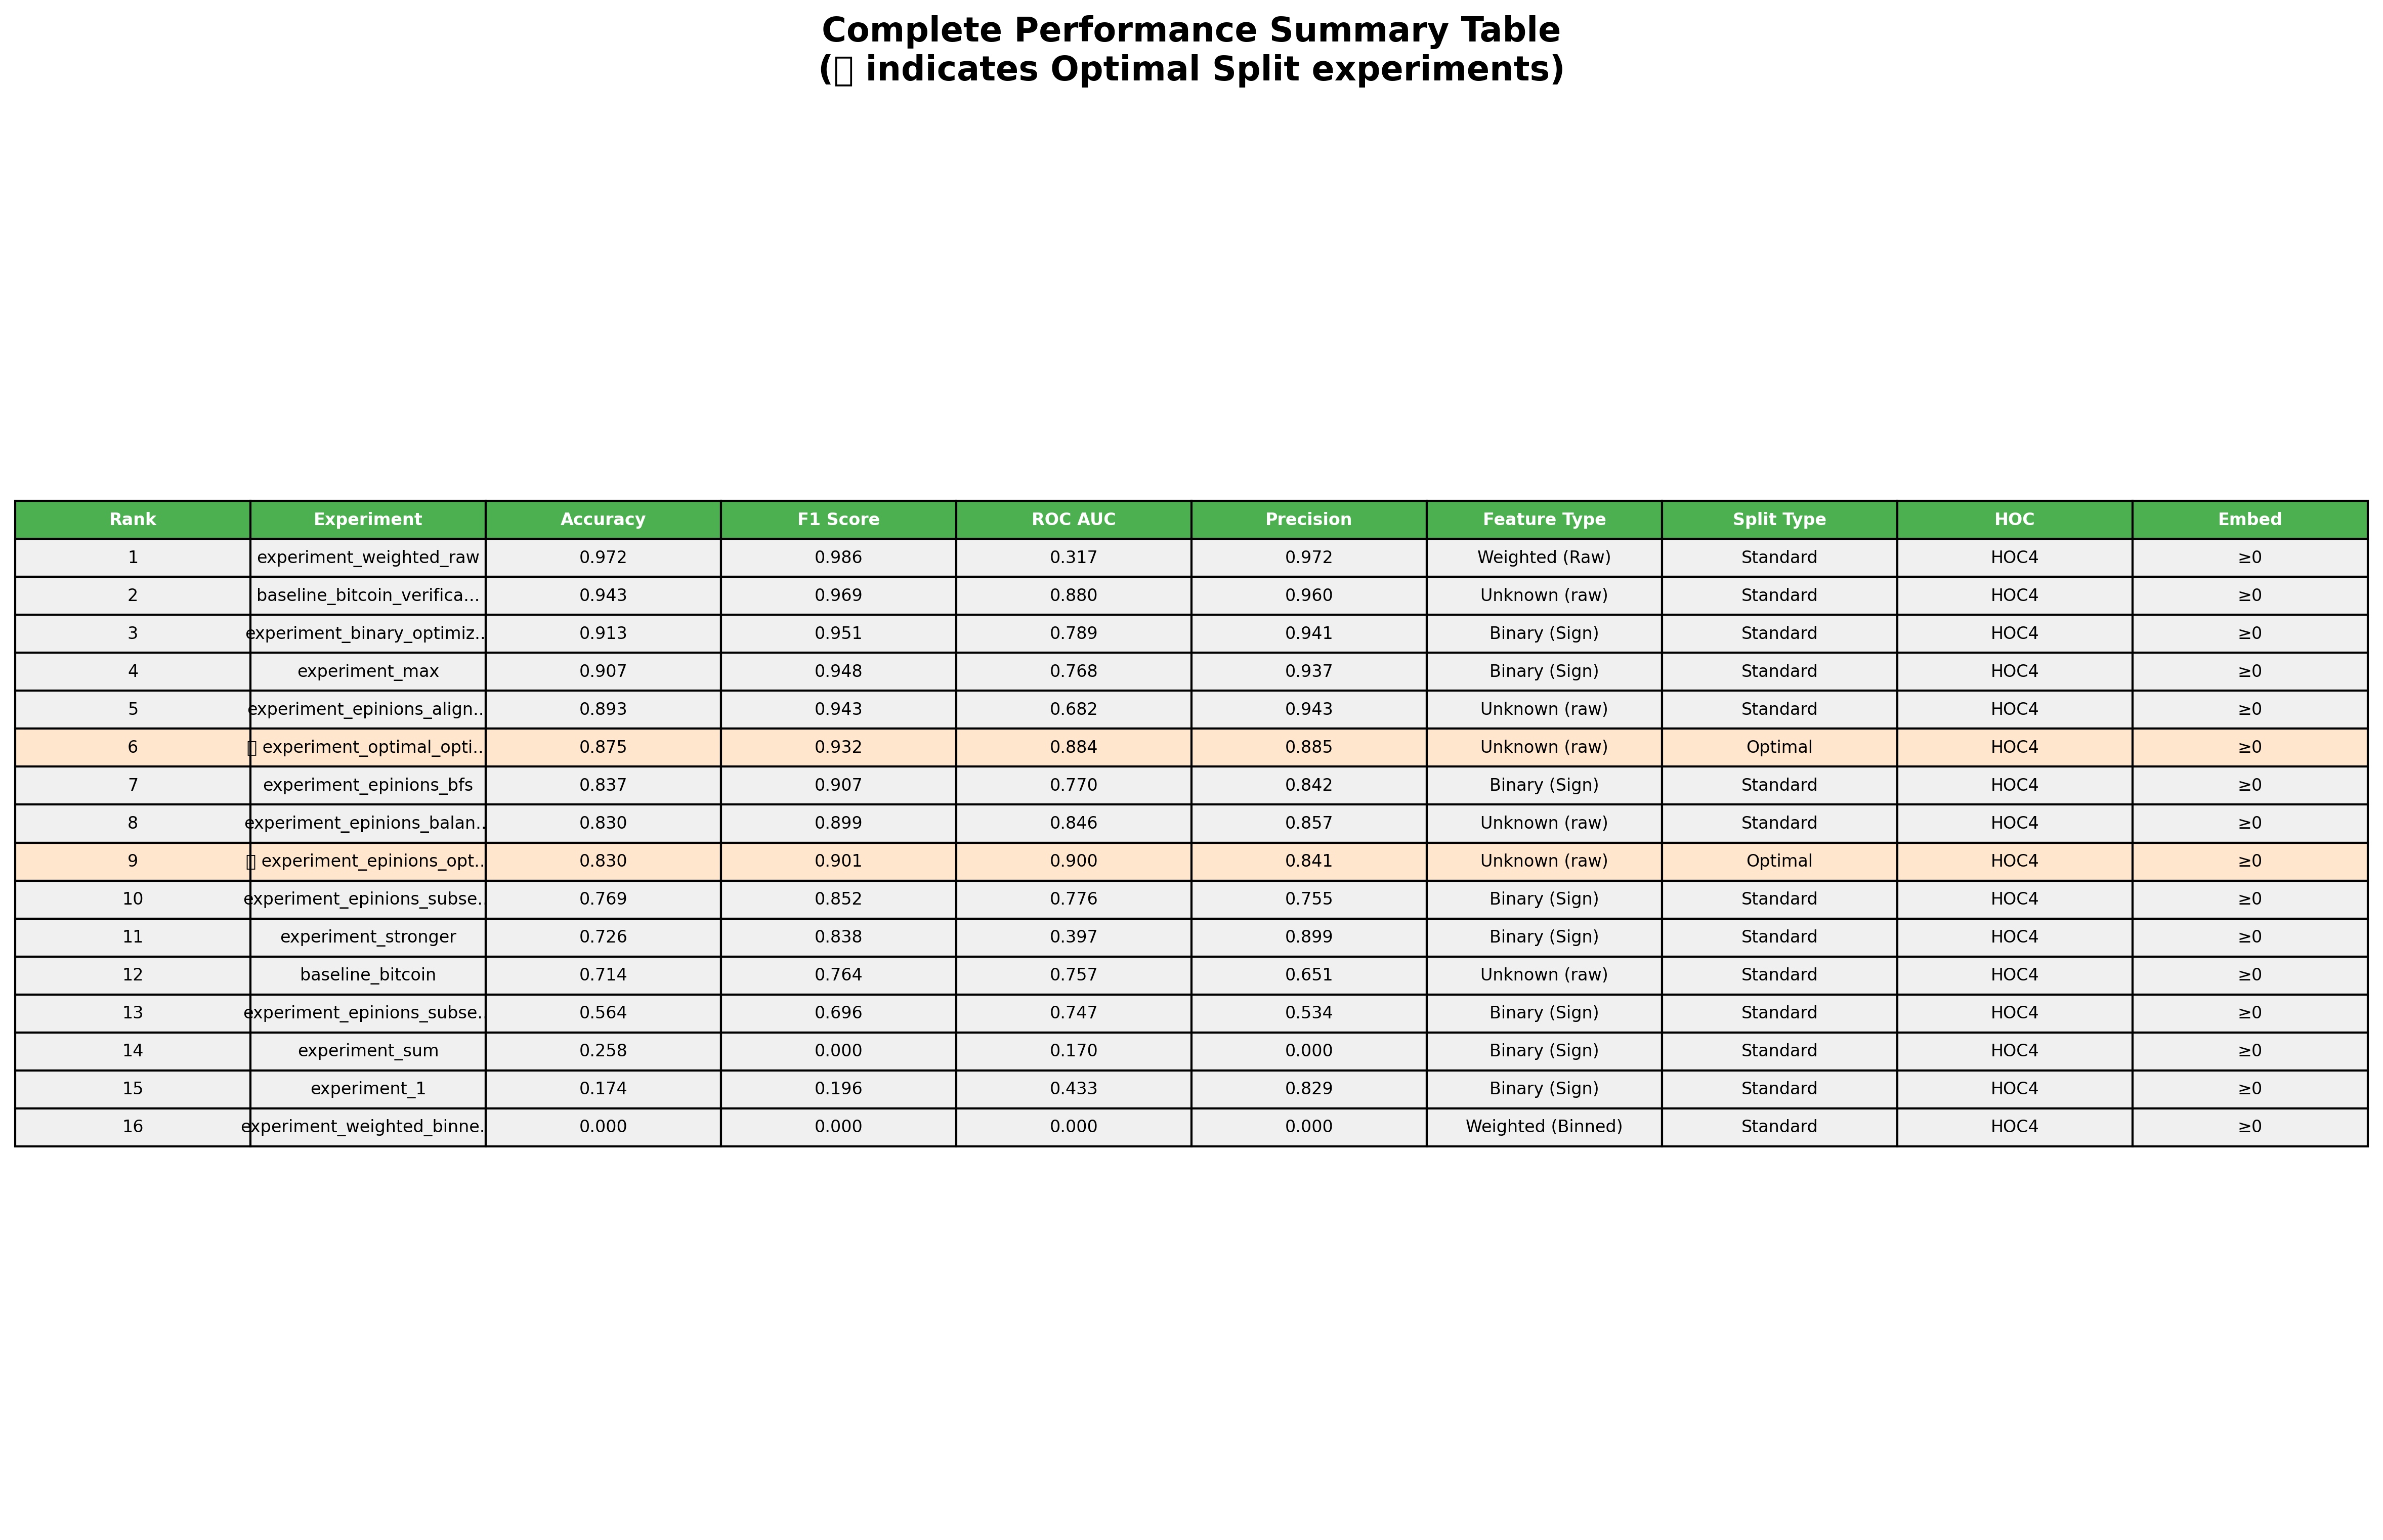 Complete Performance Summary Table
(▯ indicates Optimal Split experiments)
Rank Experiment Accuracy F1 Score ROC AUC Precision Feature Type Split Type HOC Embed
1 experiment_weighted_raw 0.972 0.986 0.317 0.972 Weighted (Raw) Standard HOC4 ≥0
2 baseline_bitcoin_verifica... 0.943 0.969 0.880 0.960 Unknown (raw) Standard HOC4 ≥0
3 experiment_binary_optimiz.. 0.913 0.951 0.789 0.941 Binary (Sign) Standard HOC4 ≥0
4 experiment_max 0.907 0.948 0.768 0.937 Binary (Sign) Standard HOC4 ≥0
5 experiment_epinions_align.. 0.893 0.943 0.682 0.943 Unknown (raw) Standard HOC4 ≥0
6 ▯ experiment_optimal_opti.. 0.875 0.932 0.884 0.885 Unknown (raw) Optimal HOC4 ≥0
7 experiment_epinions_bfs 0.837 0.907 0.770 0.842 Binary (Sign) Standard HOC4 ≥0
8 experiment_epinions_balan.. 0.830 0.899 0.846 0.857 Unknown (raw) Standard HOC4 ≥0
9 ▯ experiment_epinions_opt.. 0.830 0.901 0.900 0.841 Unknown (raw) Optimal HOC4 ≥0
10 experiment_epinions_subse. 0.769 0.852 0.776 0.755 Binary (Sign) Standard HOC4 ≥0
11 experiment_stronger 0.726 0.838 0.397 0.899 Binary (Sign) Standard HOC4 ≥0
12 baseline_bitcoin 0.714 0.764 0.757 0.651 Unknown (raw) Standard HOC4 ≥0
13 experiment_epinions_subse. 0.564 0.696 0.747 0.534 Binary (Sign) Standard HOC4 ≥0
14 experiment_sum 0.258 0.000 0.170 0.000 Binary (Sign) Standard HOC4 ≥0
15 experiment_1 0.174 0.196 0.433 0.829 Binary (Sign) Standard HOC4 ≥0
16 experiment_weighted_binne. 0.000 0.000 0.000 0.000 Weighted (Binned) Standard HOC4 ≥0